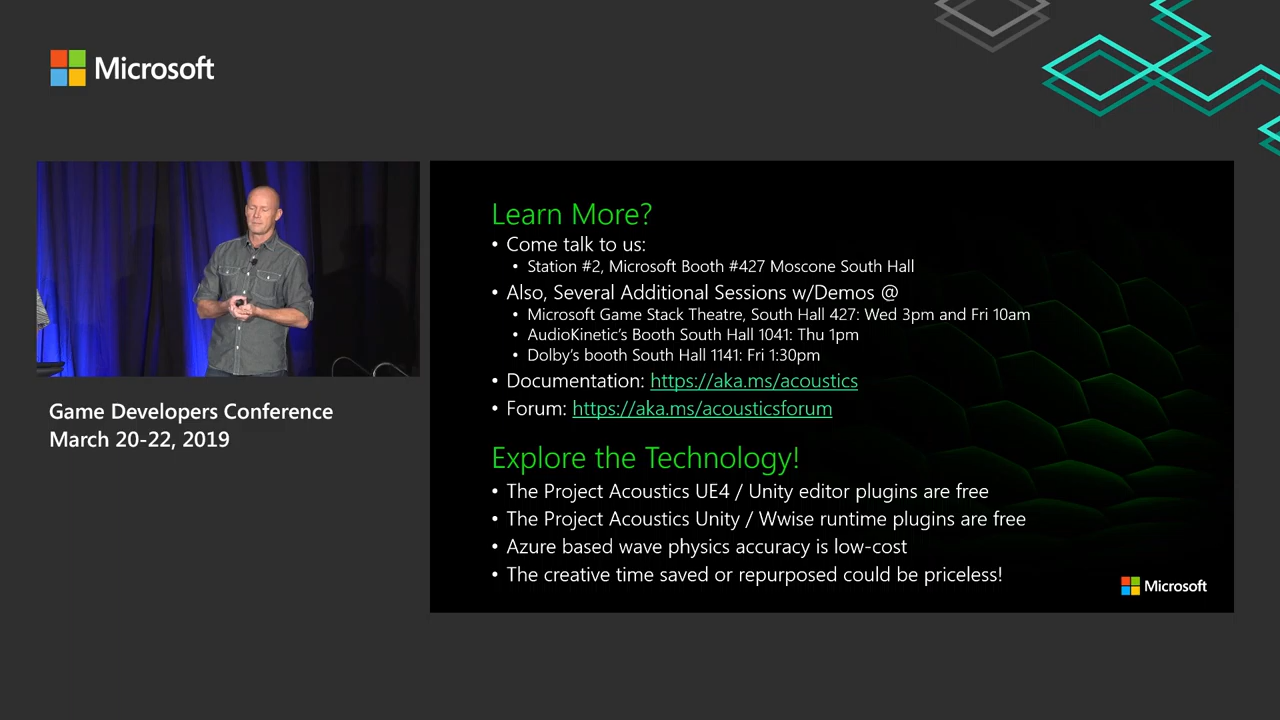 Microsoft
Game Developers Conference
March 20-22, 2019
Learn More?
• Come talk to us:
• Station #2, Microsoft Booth #427 Moscone South Hall
• Also, Several Additional Sessions w/Demos @
• Microsoft Game Stack Theatre, South Hall 427: Wed 3pm and Fri 10am
• AudioKinetic's Booth South Hall 1041: Thu 1pm
• Dolby's booth South Hall 1141: Fri 1:30pm
• Documentation: https://aka.ms/acoustics
• Forum: https://aka.ms/acousticsforum
Explore the Technology!
• The Project Acoustics UE4 / Unity editor plugins are free
• The Project Acoustics Unity / Wwise runtime plugins are free
• Azure based wave physics accuracy is low-cost
• The creative time saved or repurposed could be priceless!
Microsoft